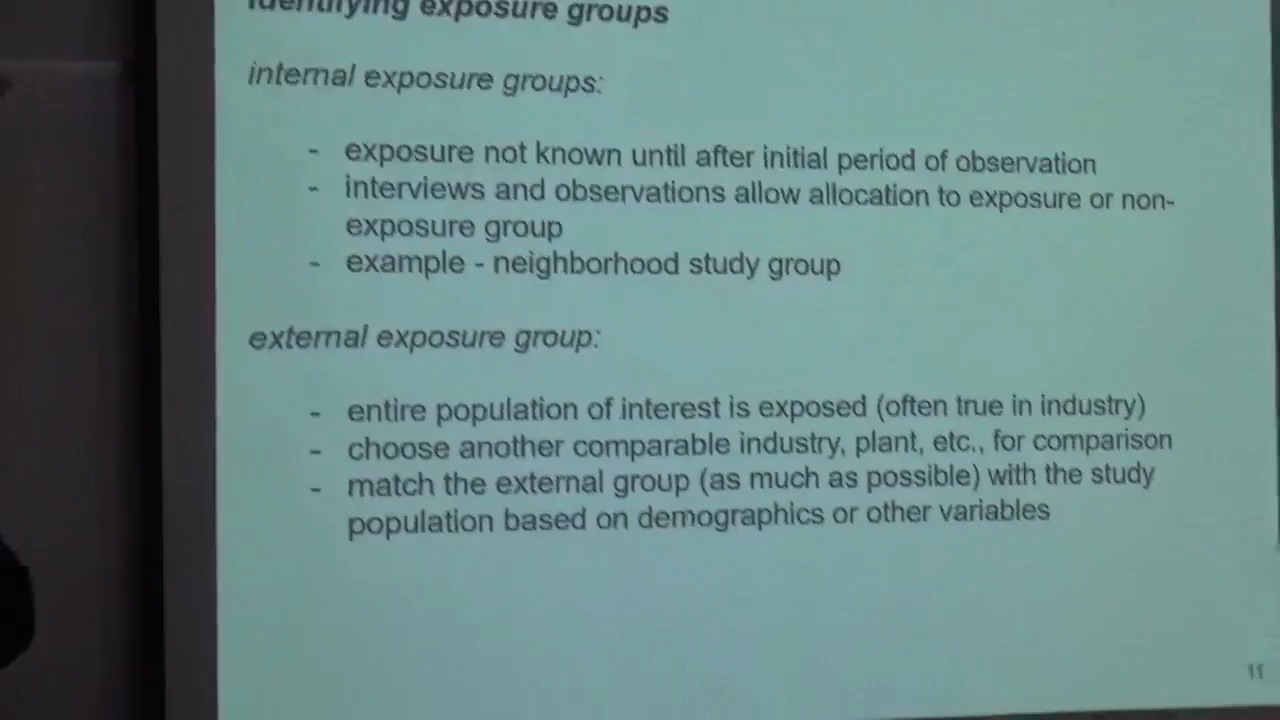 Identifying exposure groups
internal exposure groups:
- exposure not known until after initial period of observation
- interviews and observations allow allocation to exposure or non-
exposure group
- example - neighborhood study group
external exposure group:
- entire population of interest is exposed (often true in industry)
- choose another comparable industry, plant, etc., for comparison
- match the external group (as much as possible) with the study
population based on demographics or other variables
11